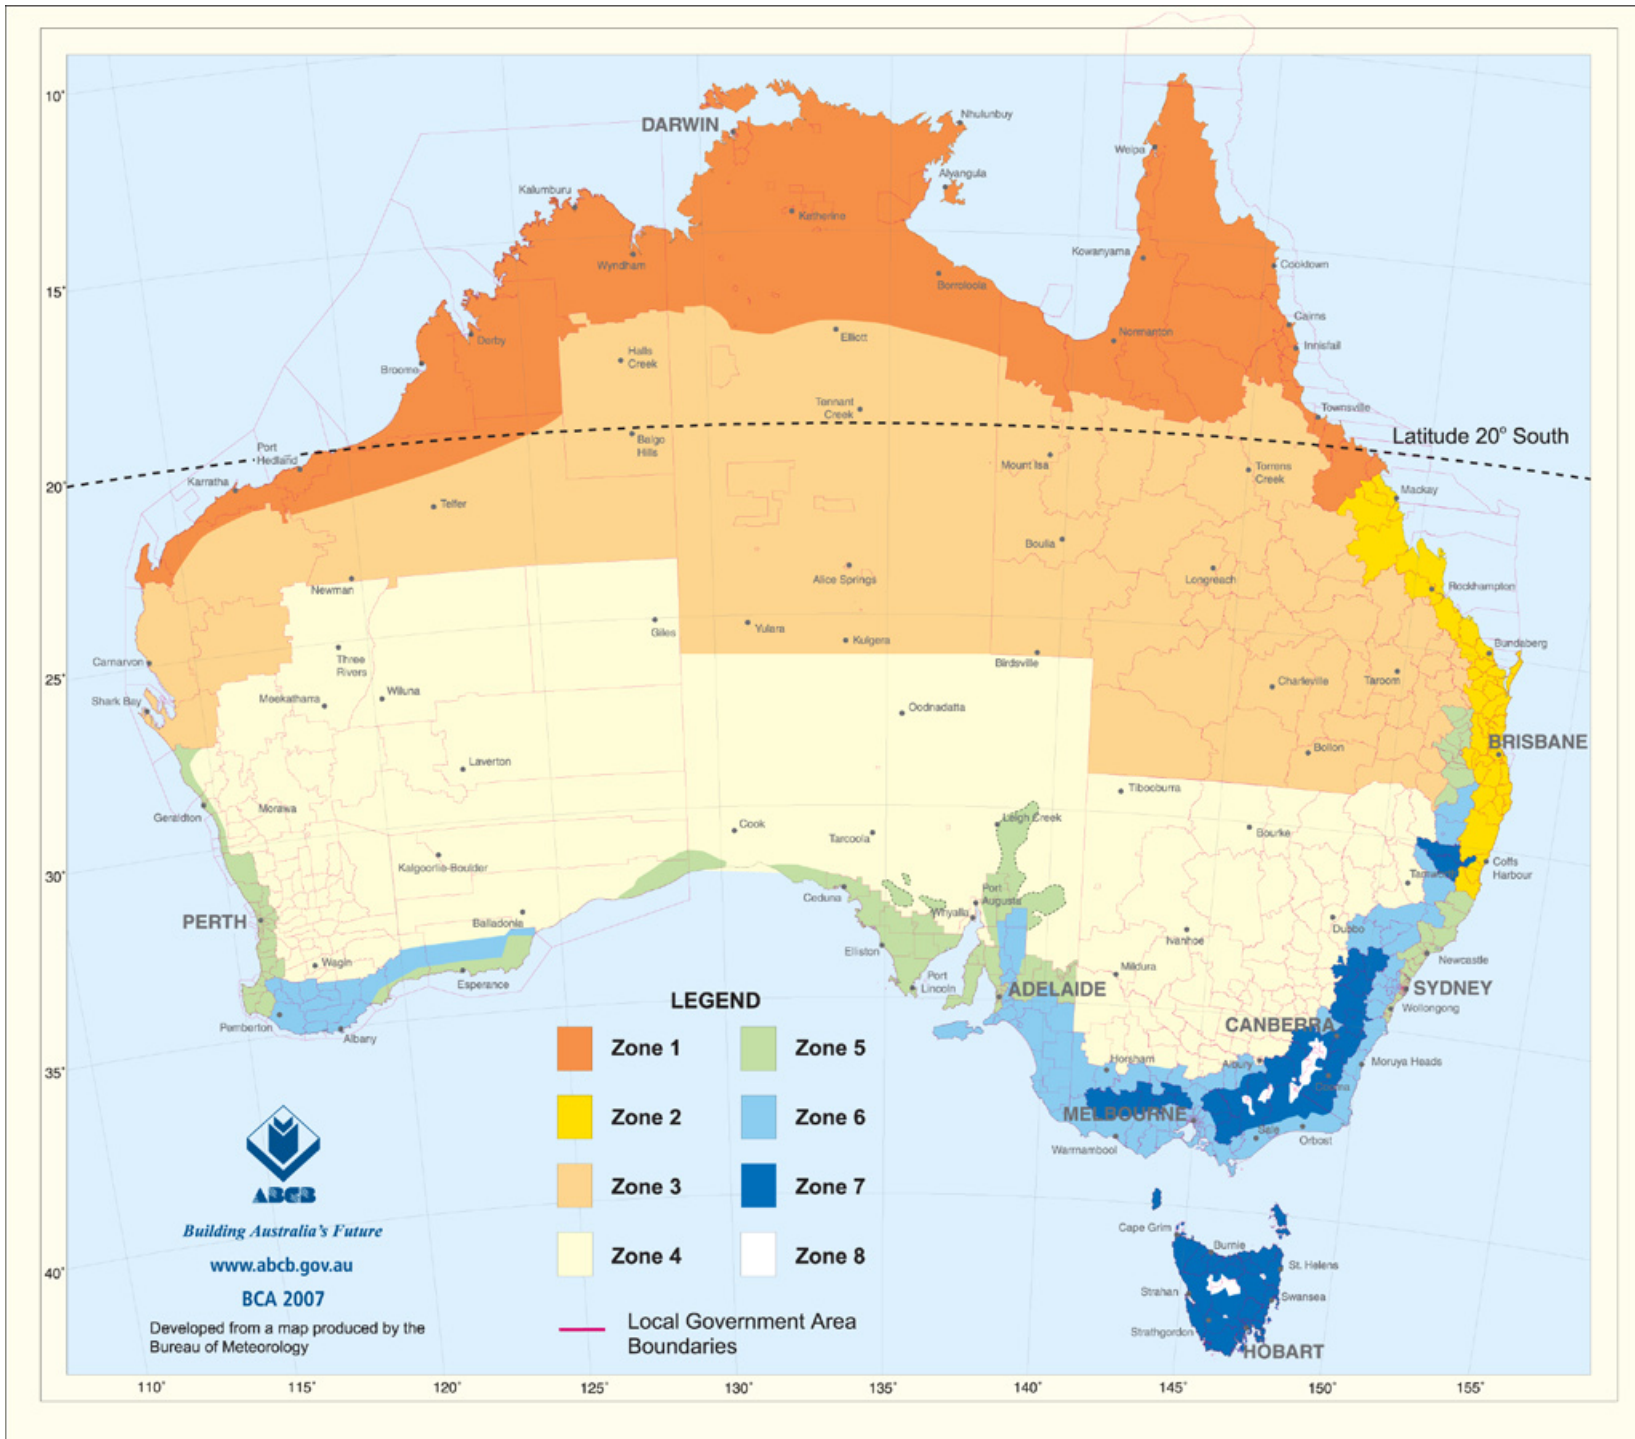 DARWIN
Nhulunbuy
Weipa
Alyangula
Kalumburu
Katherine
Kowanyama
Cooktown
Wyndham
Borroloola
Cairns
Normanton
Innisfail
Derby
Elliott
Halls
Creek
Broome
Tennant
Creek
Townsville
Latitude 20° South
Balgo
Hills
Port
Hedland
Mount Isa
Torrens
Creek
Karratha
Mackay
Telfer
Boulia
Alice Springs
Longreach
Rockhampton
Newman
Giles
Yulara
Kulgera
Bundaberg
Three
Rivers
Birdsville
Carnarvon
Charleville
Taroom
Meekatharra
Wiluna
Shark Bay
Oodnadatta
BRISBANE
Bollon
Laverton
Tibooburra
Geraldton
Morawa
Cook
Tarcoola
Leigh Creek
Bourke
Kalgoorlie-Boulder
Coffs
Harbour
Tamworth
Ceduna
Port
Augusta
Whyalla
PERTH
Balladonia
Dubbo
Ivanhoe
Elliston
Newcastle
Wagin
Mildura
Port
Lincoln
Esperance
ADELAIDE
SYDNEY
Wollongong
Pemberton
Albany
CANBERRA
Moruya Heads
Horsham
Albury
Cooma
MELBOURNE
Sale
Orbost
Warrnambool
Cape Grim
Burnie
St. Helens
Strahan
Swansea
Strathgordon
HOBART
10°
15°
20°
25°
30°
35°
40°
LEGEND
Zone 1
Zone 5
Zone 2
Zone 6
Zone 3
Zone 7
Zone 4
Zone 8
Local Government Area
Boundaries
ABCB
Building Australia's Future
www.abcb.gov.au
BCA 2007
Developed from a map produced by the
Bureau of Meteorology
110° 115° 120° 125° 130° 135° 140° 145° 150° 155°